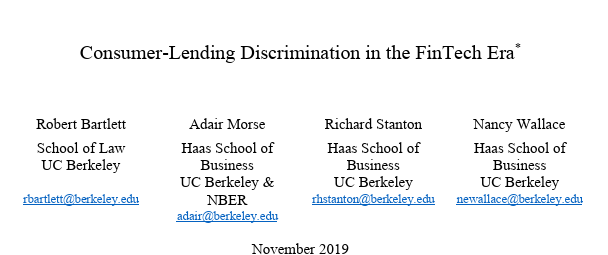 Consumer-Lending Discrimination in the FinTech Era*
Robert Bartlett
School of Law
UC Berkeley
rbartlett@berkeley.edu
Adair Morse
Haas School of
Business
UC Berkeley &
NBER
adair@berkeley.edu
Richard Stanton
Haas School of
Business
UC Berkeley
rhstanton@berkeley.edu
Nancy Wallace
Haas School of
Business
UC Berkeley
newallace@berkeley.edu
November 2019